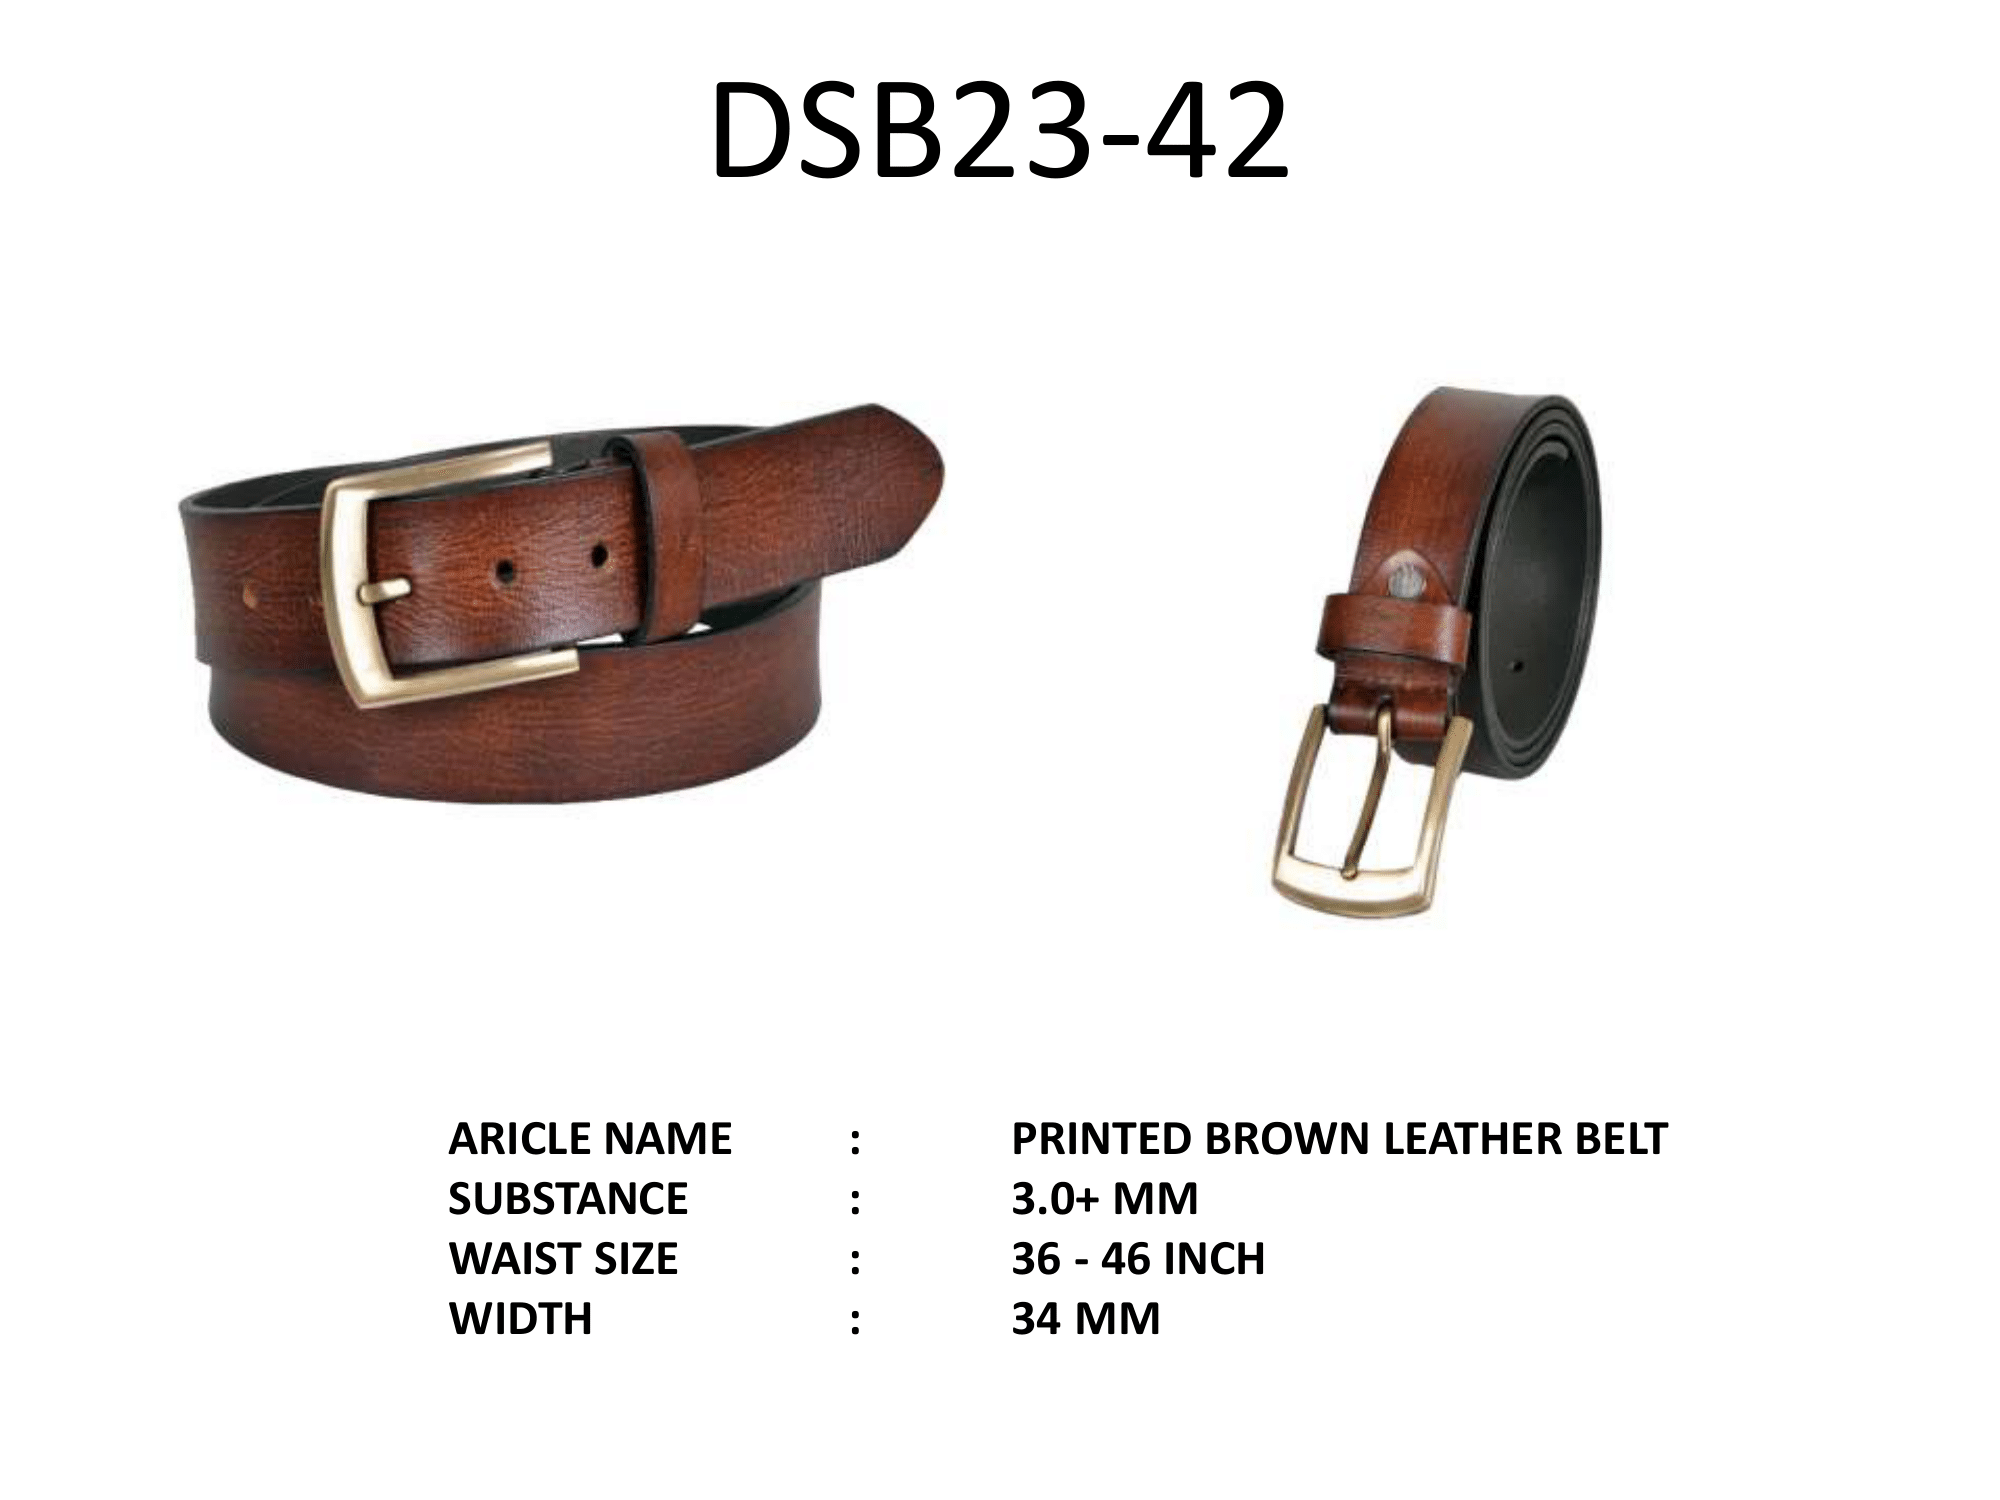 DSB23-42
ARICLE NAME : PRINTED BROWN LEATHER BELT
SUBSTANCE : 3.0+ MM
WAIST SIZE : 36 - 46 INCH
WIDTH : 34 MM